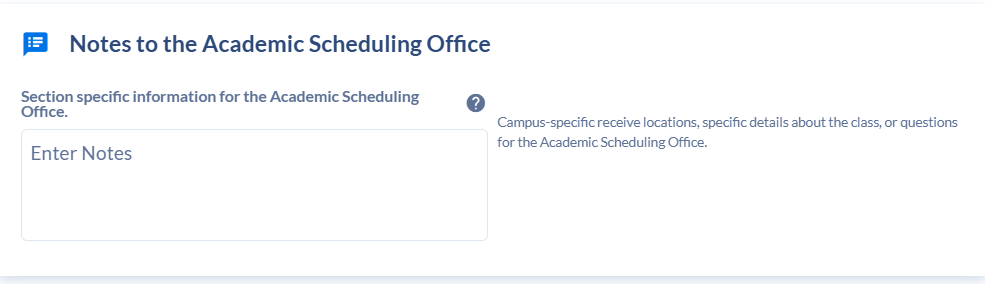 Notes to the Academic Scheduling Office
Section specific information for the Academic Scheduling
Office.
Campus-specific receive locations, specific details about the class, or questions
for the Academic Scheduling Office.
Enter Notes